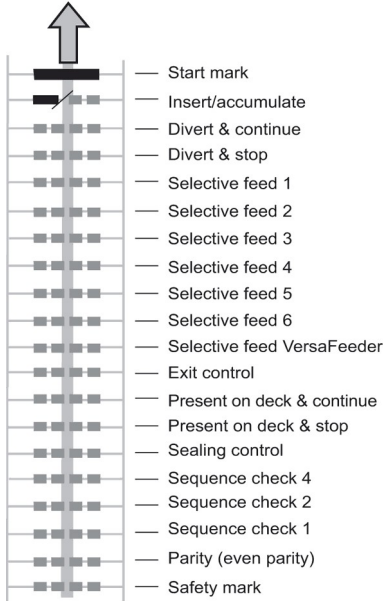 Start mark
Insert/accumulate
Divert & continue
Divert & stop
Selective feed 1
Selective feed 2
Selective feed 3
Selective feed 4
Selective feed 5
Selective feed 6
Selective feed VersaFeeder
Exit control
Present on deck & continue
Present on deck & stop
Sealing control
Sequence check 4
Sequence check 2
Sequence check 1
Parity (even parity)
Safety mark